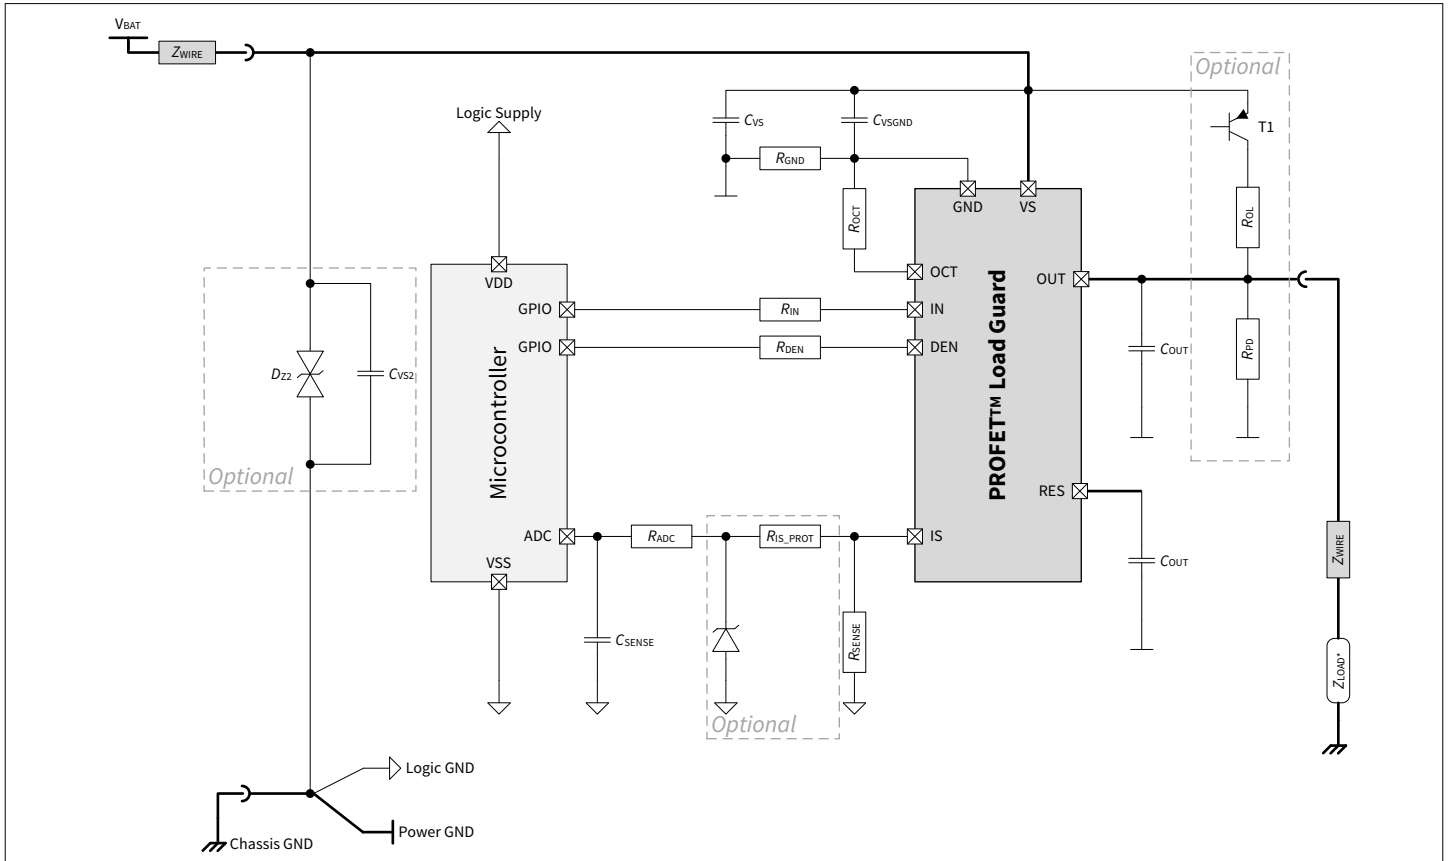 VBAT
ZWIRE
Optional
Logic Supply
CVS
CVSGND
T1
RGND
ROCT
GND
VS
ROL
VDD
OCT
OUT
GPIO
RIN
IN
GPIO
RDEN
DEN
COUT
RPD
DZ2
CVS2
Microcontroller
PROFET™ Load Guard
Optional
RES
ADC
RADC
RIS_PROT
IS
COUT
ZWIRE
VSS
CSENSE
RSENSE
ZLOAD*
Optional
Logic GND
Power GND
Chassis GND